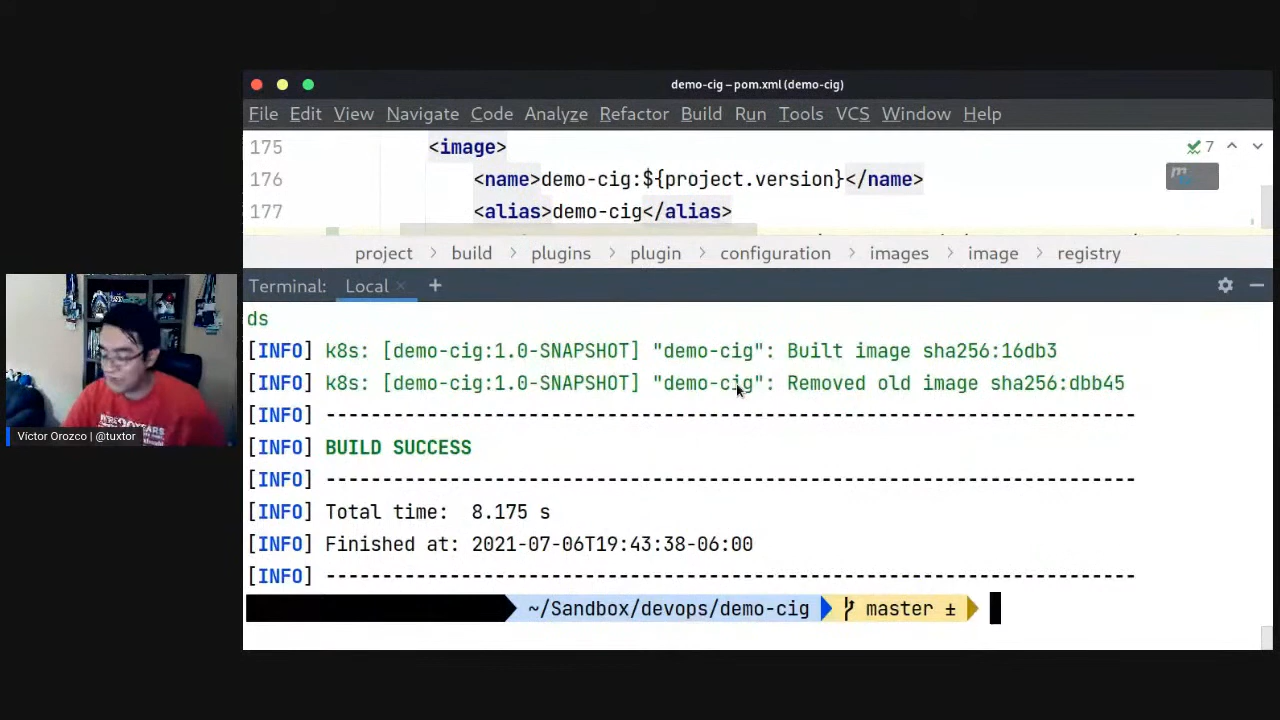 demo-cig – pom.xml (demo-cig)
File Edit View Navigate Code Analyze Refactor Build Run Tools VCS Window Help
175 <image>
7
176 <name>demo-cig:${project.version}</name>
177 <alias>demo-cig</alias>
project > build > plugins > plugin > configuration > images > image > registry
Terminal: Local × +
ds
[INFO] k8s: [demo-cig:1.0-SNAPSHOT] "demo-cig": Built image sha256:16db3
[INFO] k8s: [demo-cig:1.0-SNAPSHOT] "demo-cig": Removed old image sha256:dbb45
[INFO] ------------------------------------------------------------------------
[INFO] BUILD SUCCESS
[INFO] ------------------------------------------------------------------------
[INFO] Total time:  8.175 s
[INFO] Finished at: 2021-07-06T19:43:38-06:00
[INFO] ------------------------------------------------------------------------
~/Sandbox/devops/demo-cig master ±
Víctor Orozco | @tuxtor